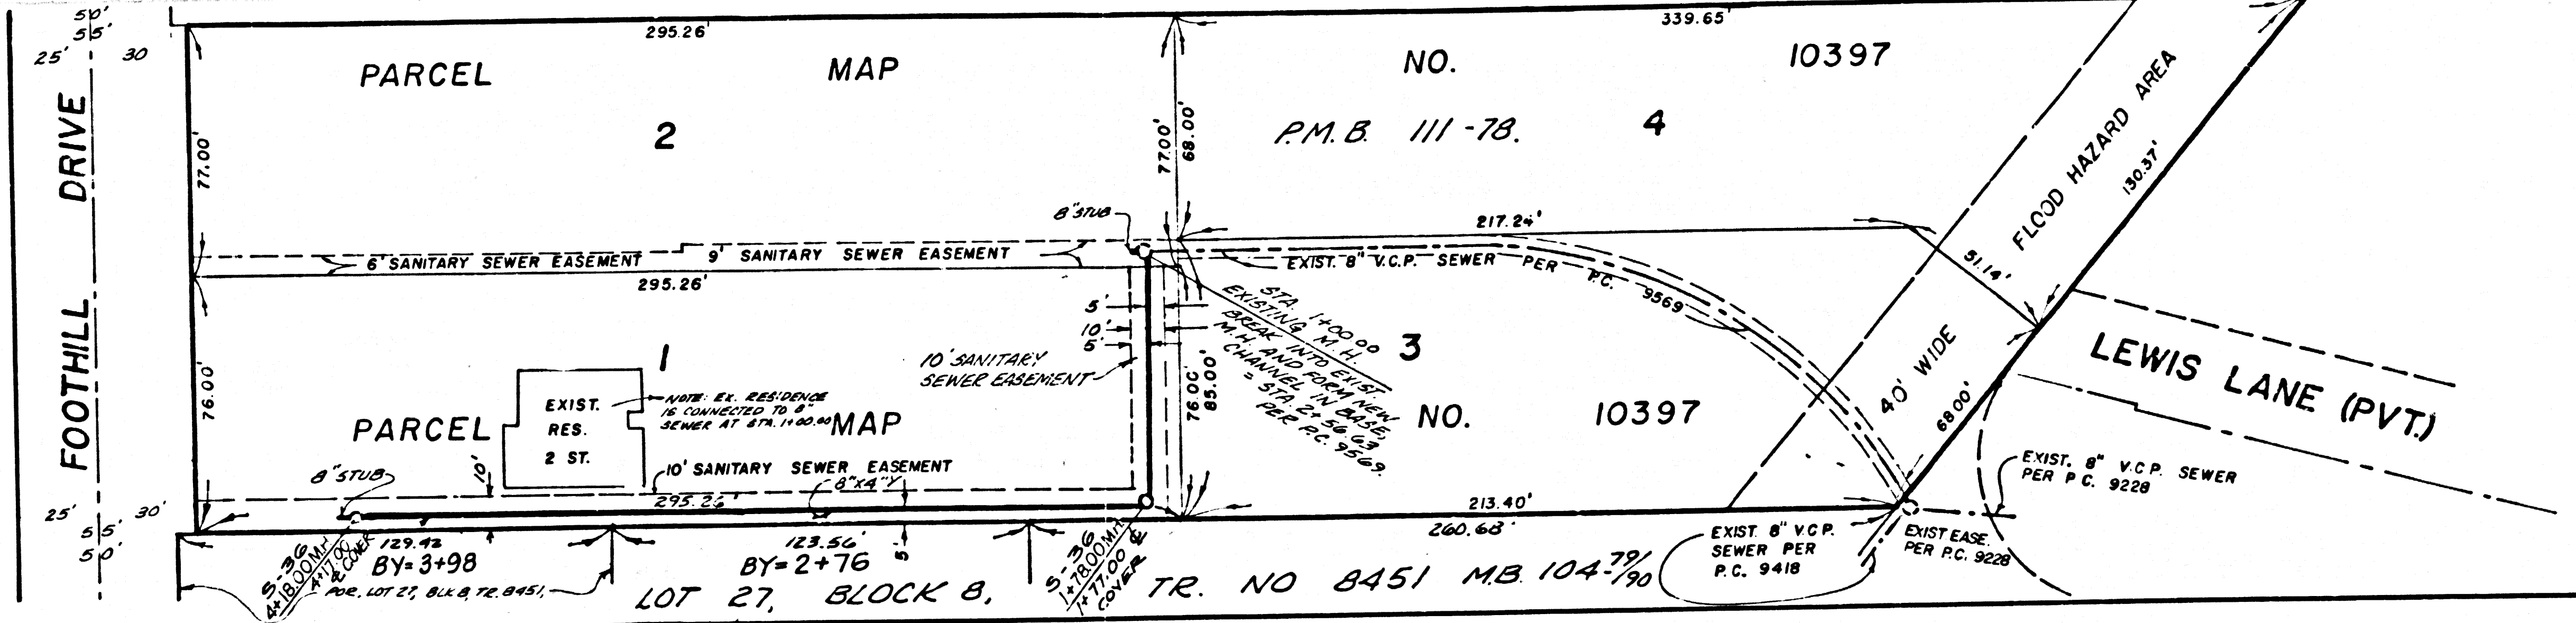 50'
55'
25' 30
FOOTHILL DRIVE
25' 30'
55'
50'
295.26'
339.65'
PARCEL MAP NO. 10397
2
P.M.B. 111-78.
4
77.00'
77.00'
68.00'
8" STUB
217.24'
6' SANITARY SEWER EASEMENT
9' SANITARY SEWER EASEMENT
EXIST. 8" V.C.P. SEWER PER P.C. 9569
295.26'
FLOOD HAZARD AREA
130.37'
51.14'
40' WIDE
68.00'
LEWIS LANE (PVT.)
5'
10'
5'
STA. 1+00.00
EXISTING M.H.
BREAK INTO EXIST.
M.H. AND FORM NEW
CHANNEL IN BASE,
= STA. 2+56.63
PER P.C. 9569.
1
3
10' SANITARY
SEWER EASEMENT
76.00'
76.00'
85.00'
EXIST.
RES.
2 ST.
NOTE: EX. RESIDENCE
IS CONNECTED TO 8"
SEWER AT STA. 1+00.00
PARCEL MAP NO. 10397
8" STUB
10'
10' SANITARY SEWER EASEMENT
8"x4"Y
295.26'
213.40'
260.68'
EXIST. 8" V.C.P. SEWER
PER P.C. 9228
EXIST. 8" V.C.P.
SEWER PER
P.C. 9418
EXIST EASE.
PER P.C. 9228
129.42
123.56'
5'
BY=3+98
BY=2+76
S-36
4+18.00 M.H.
4+17.00
& COVER
S-36
1+78.00 M.H.
1+77.00 &
COVER
POR. LOT 27, BLK 8, TR. 8451,
LOT 27, BLOCK 8, TR. NO 8451 M.B. 104-79/90